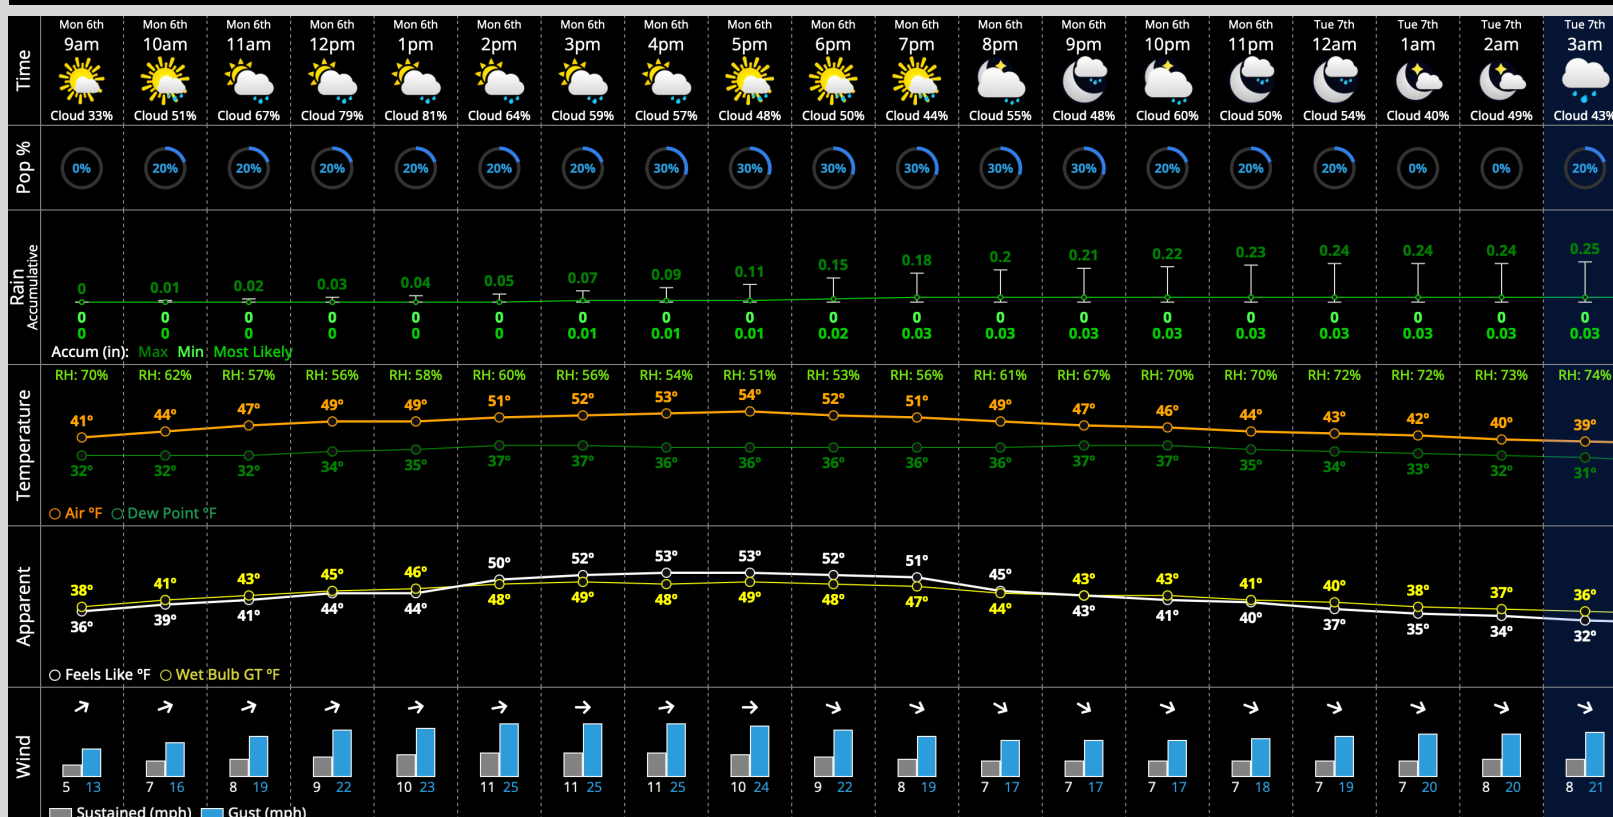 Mon 6th Mon 6th Mon 6th Mon 6th Mon 6th Mon 6th Mon 6th Mon 6th Mon 6th Mon 6th Mon 6th Mon 6th Mon 6th Mon 6th Mon 6th Tue 7th Tue 7th Tue 7th Tue 7th
Time 9am 10am 11am 12pm 1pm 2pm 3pm 4pm 5pm 6pm 7pm 8pm 9pm 10pm 11pm 12am 1am 2am 3am
Cloud 33% Cloud 51% Cloud 67% Cloud 79% Cloud 81% Cloud 64% Cloud 59% Cloud 57% Cloud 48% Cloud 50% Cloud 44% Cloud 55% Cloud 48% Cloud 60% Cloud 50% Cloud 54% Cloud 40% Cloud 49% Cloud 43%
Pop % 0% 20% 20% 20% 20% 20% 20% 30% 30% 30% 30% 30% 30% 20% 20% 20% 0% 0% 20%
Rain
Accumulative
0 0.01 0.02 0.03 0.04 0.05 0.07 0.09 0.11 0.15 0.18 0.2 0.21 0.22 0.23 0.24 0.24 0.24 0.25
0 0 0 0 0 0 0 0 0 0 0 0 0 0 0 0 0 0 0
0 0 0 0 0 0 0.01 0.01 0.01 0.02 0.03 0.03 0.03 0.03 0.03 0.03 0.03 0.03 0.03
Accum (in): Max Min Most Likely
Temperature
RH: 70% RH: 62% RH: 57% RH: 56% RH: 58% RH: 60% RH: 56% RH: 54% RH: 51% RH: 53% RH: 56% RH: 61% RH: 67% RH: 70% RH: 70% RH: 72% RH: 72% RH: 73% RH: 74%
41° 44° 47° 49° 49° 51° 52° 53° 54° 52° 51° 49° 47° 46° 44° 43° 42° 40° 39°
32° 32° 32° 34° 35° 37° 37° 36° 36° 36° 36° 36° 37° 37° 35° 34° 33° 32° 31°
Air ºF Dew Point ºF
Apparent
38° 41° 43° 45° 46° 50° 52° 53° 53° 52° 51° 45° 43° 43° 41° 40° 38° 37° 36°
36° 39° 41° 44° 44° 48° 49° 48° 49° 48° 47° 44° 43° 41° 40° 37° 35° 34° 32°
Feels Like ºF Wet Bulb GT ºF
Wind
5 13 7 16 8 19 9 22 10 23 11 25 11 25 11 25 10 24 9 22 8 19 7 17 7 17 7 17 7 18 7 19 7 20 8 20 8 21
Sustained (mph) Gust (mph)